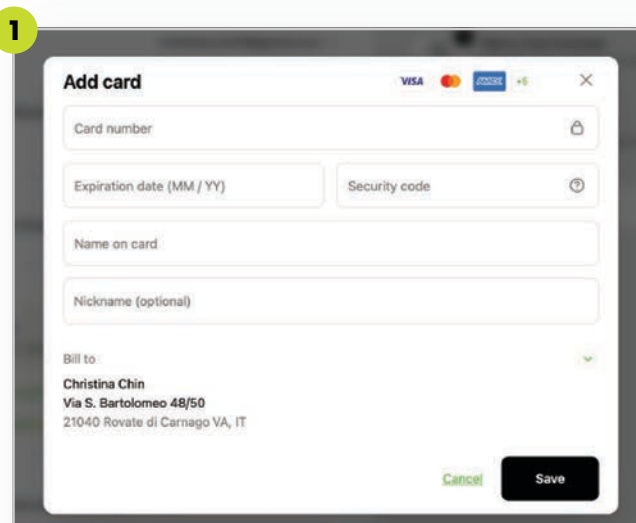 1
Add card VISA AMEX +6
Card number
Expiration date (MM / YY) Security code
Name on card
Nickname (optional)
Bill to
Christina Chin
Via S. Bartolomeo 48/50
21040 Rovate di Carnago VA, IT
Cancel Save